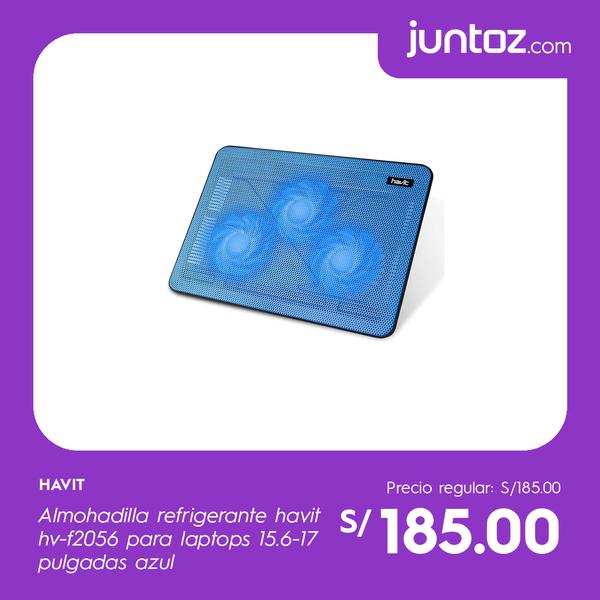 juntoz.com
havit
HAVIT
Almohadilla refrigerante havit
hv-f2056 para laptops 15.6-17
pulgadas azul
Precio regular: S/185.00
S/185.00